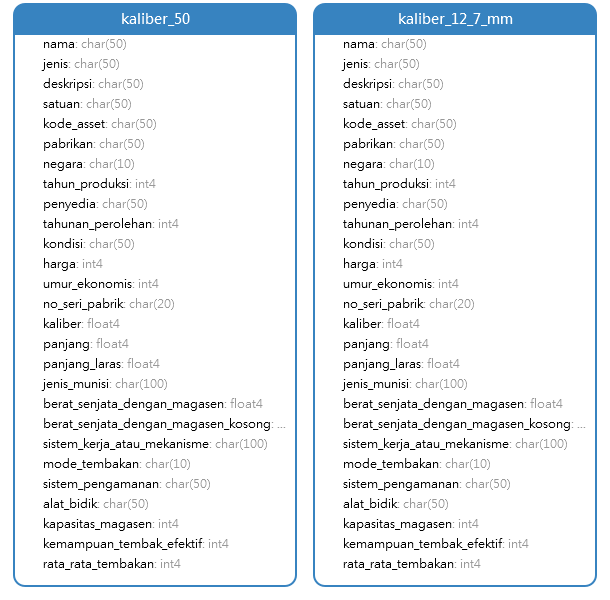 kaliber_50
nama: char(50)
jenis: char(50)
deskripsi: char(50)
satuan: char(50)
kode_asset: char(50)
pabrikan: char(50)
negara: char(10)
tahun_produksi: int4
penyedia: char(50)
tahunan_perolehan: int4
kondisi: char(50)
harga: int4
umur_ekonomis: int4
no_seri_pabrik: char(20)
kaliber: float4
panjang: float4
panjang_laras: float4
jenis_munisi: char(100)
berat_senjata_dengan_magasen: float4
berat_senjata_dengan_magasen_kosong: ...
sistem_kerja_atau_mekanisme: char(100)
mode_tembakan: char(10)
sistem_pengamanan: char(50)
alat_bidik: char(50)
kapasitas_magasen: int4
kemampuan_tembak_efektif: int4
rata_rata_tembakan: int4
kaliber_12_7_mm
nama: char(50)
jenis: char(50)
deskripsi: char(50)
satuan: char(50)
kode_asset: char(50)
pabrikan: char(50)
negara: char(10)
tahun_produksi: int4
penyedia: char(50)
tahunan_perolehan: int4
kondisi: char(50)
harga: int4
umur_ekonomis: int4
no_seri_pabrik: char(20)
kaliber: float4
panjang: float4
panjang_laras: float4
jenis_munisi: char(100)
berat_senjata_dengan_magasen: float4
berat_senjata_dengan_magasen_kosong: ...
sistem_kerja_atau_mekanisme: char(100)
mode_tembakan: char(10)
sistem_pengamanan: char(50)
alat_bidik: char(50)
kapasitas_magasen: int4
kemampuan_tembak_efektif: int4
rata_rata_tembakan: int4